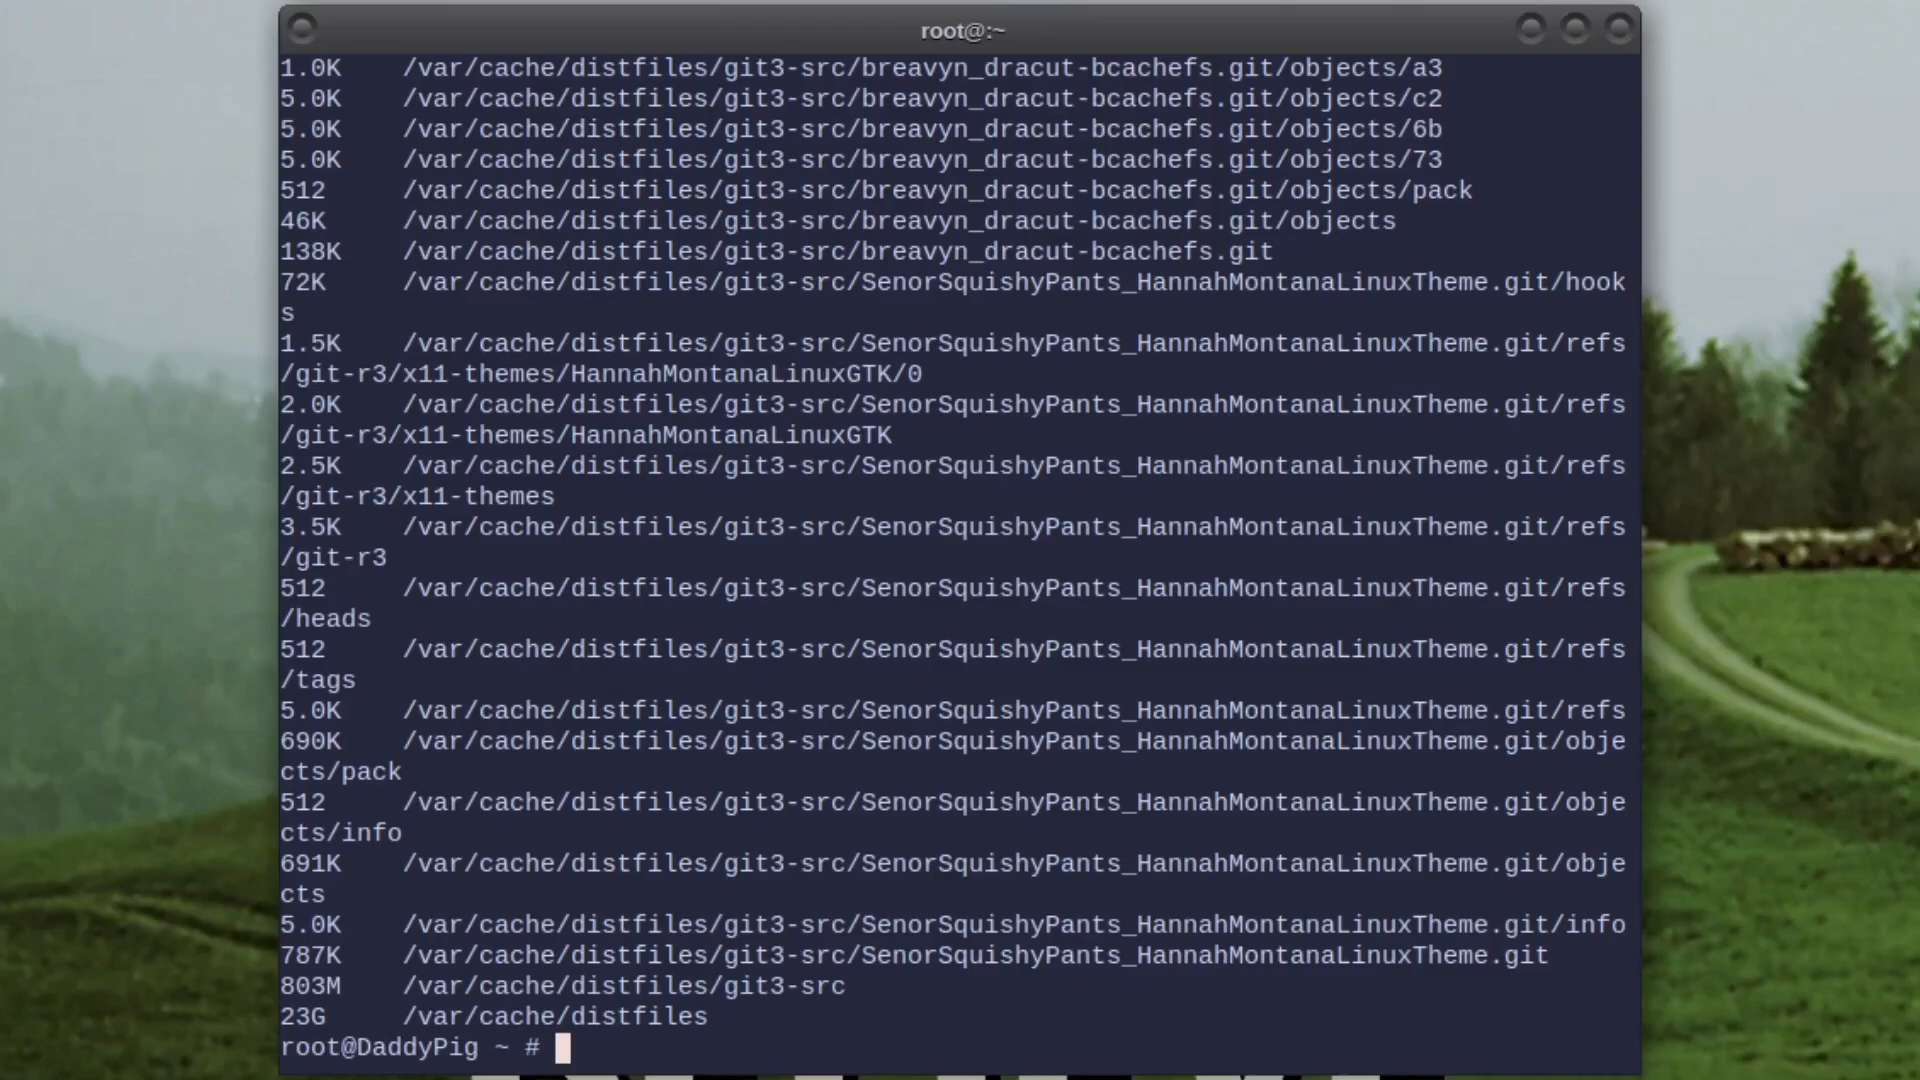 root@:~
1.0K /var/cache/distfiles/git3-src/breavyn_dracut-bcachefs.git/objects/a3
5.0K /var/cache/distfiles/git3-src/breavyn_dracut-bcachefs.git/objects/c2
5.0K /var/cache/distfiles/git3-src/breavyn_dracut-bcachefs.git/objects/6b
5.0K /var/cache/distfiles/git3-src/breavyn_dracut-bcachefs.git/objects/73
512 /var/cache/distfiles/git3-src/breavyn_dracut-bcachefs.git/objects/pack
46K /var/cache/distfiles/git3-src/breavyn_dracut-bcachefs.git/objects
138K /var/cache/distfiles/git3-src/breavyn_dracut-bcachefs.git
72K /var/cache/distfiles/git3-src/SenorSquishyPants_HannahMontanaLinuxTheme.git/hook
s
1.5K /var/cache/distfiles/git3-src/SenorSquishyPants_HannahMontanaLinuxTheme.git/refs
/git-r3/x11-themes/HannahMontanaLinuxGTK/0
2.0K /var/cache/distfiles/git3-src/SenorSquishyPants_HannahMontanaLinuxTheme.git/refs
/git-r3/x11-themes/HannahMontanaLinuxGTK
2.5K /var/cache/distfiles/git3-src/SenorSquishyPants_HannahMontanaLinuxTheme.git/refs
/git-r3/x11-themes
3.5K /var/cache/distfiles/git3-src/SenorSquishyPants_HannahMontanaLinuxTheme.git/refs
/git-r3
512 /var/cache/distfiles/git3-src/SenorSquishyPants_HannahMontanaLinuxTheme.git/refs
/heads
512 /var/cache/distfiles/git3-src/SenorSquishyPants_HannahMontanaLinuxTheme.git/refs
/tags
5.0K /var/cache/distfiles/git3-src/SenorSquishyPants_HannahMontanaLinuxTheme.git/refs
690K /var/cache/distfiles/git3-src/SenorSquishyPants_HannahMontanaLinuxTheme.git/obje
cts/pack
512 /var/cache/distfiles/git3-src/SenorSquishyPants_HannahMontanaLinuxTheme.git/obje
cts/info
691K /var/cache/distfiles/git3-src/SenorSquishyPants_HannahMontanaLinuxTheme.git/obje
cts
5.0K /var/cache/distfiles/git3-src/SenorSquishyPants_HannahMontanaLinuxTheme.git/info
787K /var/cache/distfiles/git3-src/SenorSquishyPants_HannahMontanaLinuxTheme.git
803M /var/cache/distfiles/git3-src
23G /var/cache/distfiles
root@DaddyPig ~ #